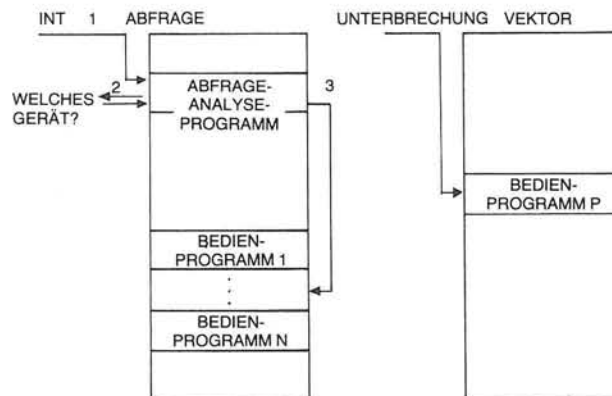 INT 1 ABFRAGE
UNTERBRECHUNG VEKTOR
2
3
WELCHES
GERÄT?
ABFRAGE-
ANALYSE-
PROGRAMM
BEDIEN-
PROGRAMM 1
BEDIEN-
PROGRAMM N
BEDIEN-
PROGRAMM P